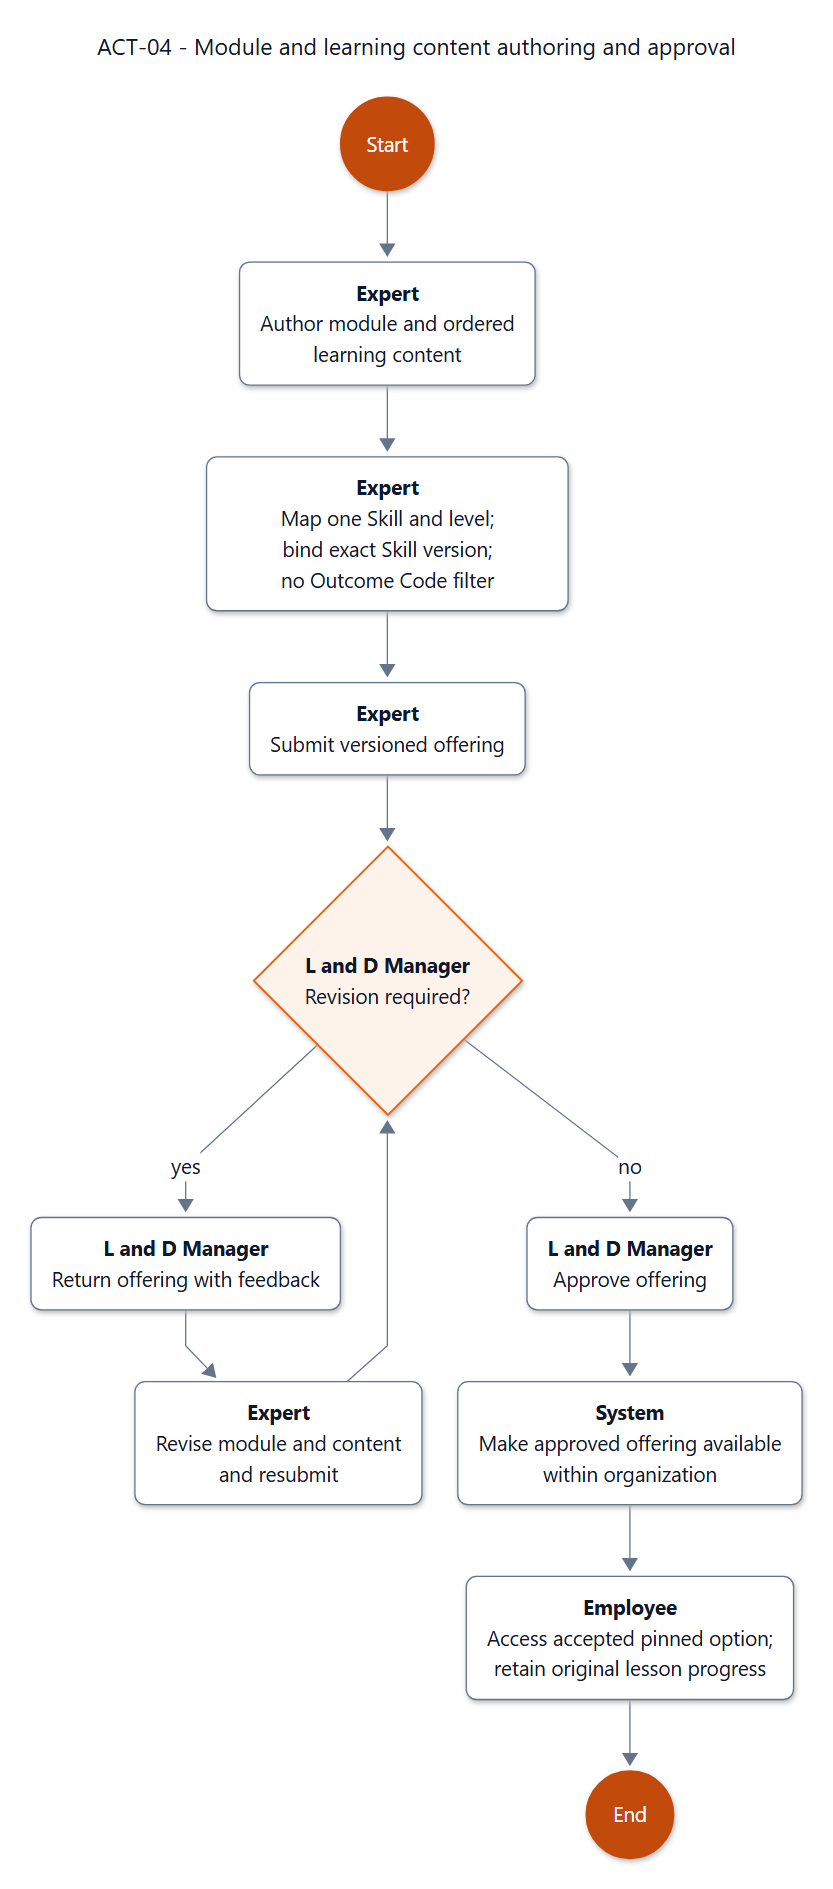 ACT-04 - Module and learning content authoring and approval
Start
Expert
Author module and ordered
learning content
Expert
Map one Skill and level;
bind exact Skill version;
no Outcome Code filter
Expert
Submit versioned offering
L and D Manager
Revision required?
yes
no
L and D Manager
Return offering with feedback
L and D Manager
Approve offering
Expert
Revise module and content
and resubmit
System
Make approved offering available
within organization
Employee
Access accepted pinned option;
retain original lesson progress
End